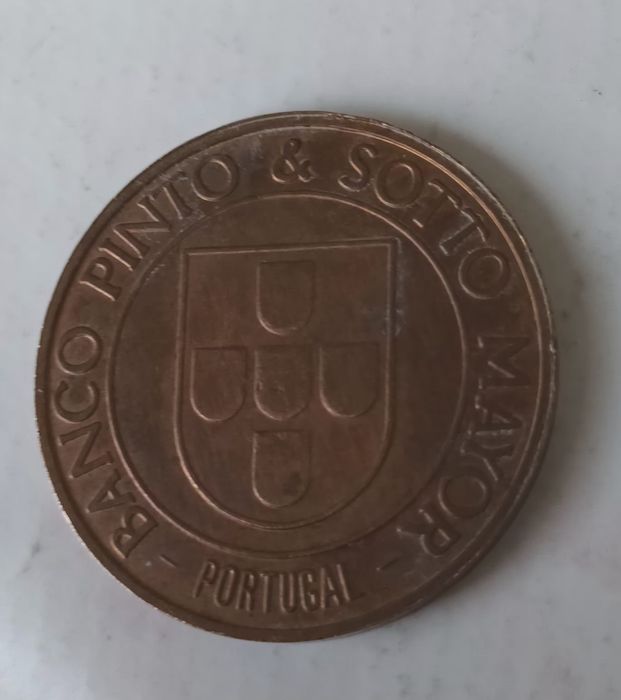 BANCO PINTO & SOTTO MAYOR
- PORTUGAL -